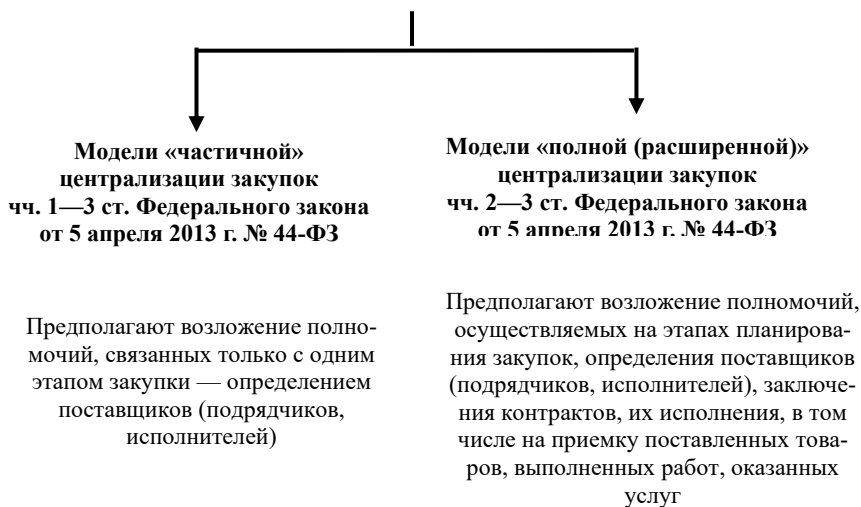 Модели «частичной»
централизации закупок
чч. 1—3 ст. Федерального закона
от 5 апреля 2013 г. № 44-ФЗ
Предполагают возложение полно-
мочий, связанных только с одним
этапом закупки — определением
поставщиков (подрядчиков,
исполнителей)
Модели «полной (расширенной)»
централизации закупок
чч. 2—3 ст. Федерального закона
от 5 апреля 2013 г. № 44-ФЗ
Предполагают возложение полномочий,
осуществляемых на этапах планирова-
ния закупок, определения поставщиков
(подрядчиков, исполнителей), заключе-
ния контрактов, их исполнения, в том
числе на приемку поставленных това-
ров, выполненных работ, оказанных
услуг